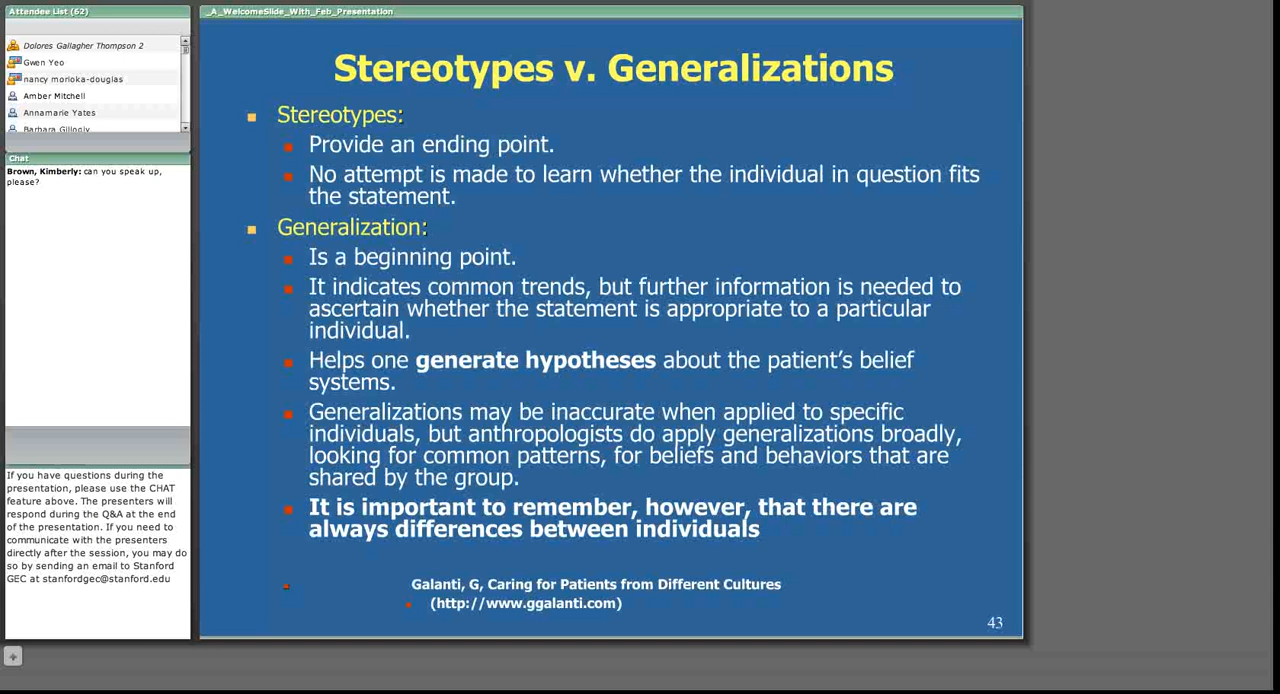 Attendee List (62)
Dolores Gallagher Thompson 2
Gwen Yeo
nancy morioka-douglas
Amber Mitchell
Annamarie Yates
Barbara Gillogly
Chat
Brown, Kimberly: can you speak up,
please?
If you have questions during the
presentation, please use the CHAT
feature above. The presenters will
respond during the Q&A at the end
of the presentation. If you need to
communicate with the presenters
directly after the session, you may do
so by sending an email to Stanford
GEC at stanfordgec@stanford.edu
_A_WelcomeSlide_With_Feb_Presentation
Stereotypes v. Generalizations
Stereotypes:
Provide an ending point.
No attempt is made to learn whether the individual in question fits
the statement.
Generalization:
Is a beginning point.
It indicates common trends, but further information is needed to
ascertain whether the statement is appropriate to a particular
individual.
Helps one generate hypotheses about the patient’s belief
systems.
Generalizations may be inaccurate when applied to specific
individuals, but anthropologists do apply generalizations broadly,
looking for common patterns, for beliefs and behaviors that are
shared by the group.
It is important to remember, however, that there are
always differences between individuals
Galanti, G, Caring for Patients from Different Cultures
(http://www.ggalanti.com)
43